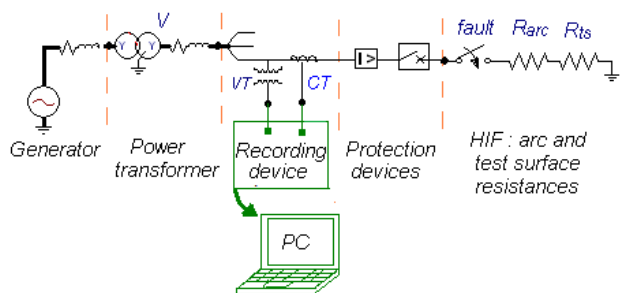 V
Y
Y
VT
CT
I >
fault
Rarc
Rts
Generator
Power
transformer
Recording
device
Protection
devices
HIF : arc and
test surface
resistances
PC